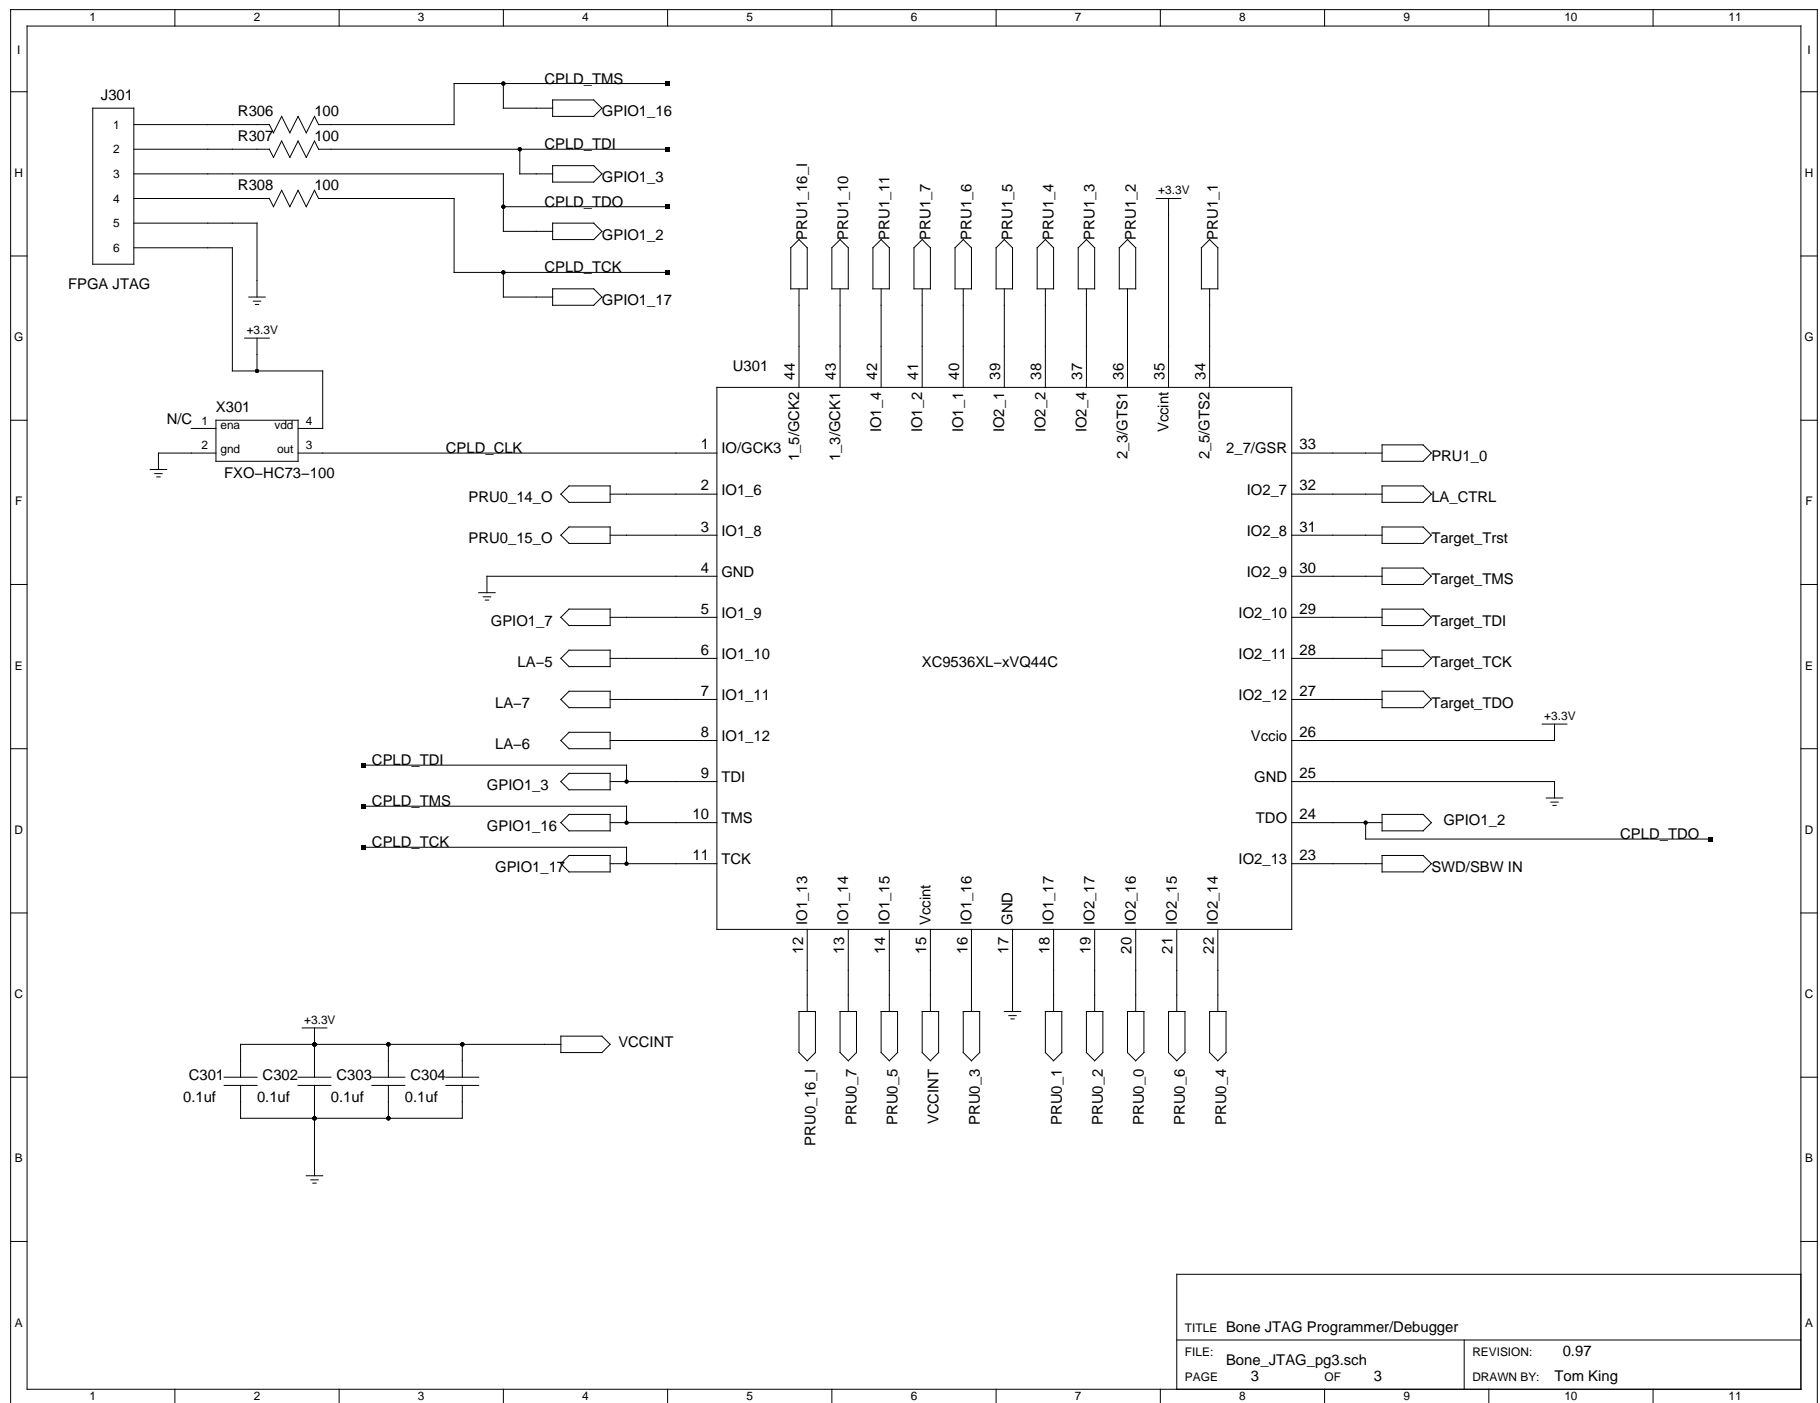 1 2 3 4 5 6 7 8 9 10 11
I I
H H
G G
F F
E E
D D
C C
B B
A A
J301
1
2
3
4
5
6
FPGA JTAG
R306 100
R307 100
R308 100
CPLD_TMS
GPIO1_16
CPLD_TDI
GPIO1_3
CPLD_TDO
GPIO1_2
CPLD_TCK
GPIO1_17
+3.3V
X301
N/C 1 ena vdd 4
2 gnd out 3
FXO-HC73-100
CPLD_CLK
U301
PRU1_16_I
PRU1_10
PRU1_11
PRU1_7
PRU1_6
PRU1_5
PRU1_4
PRU1_3
PRU1_2
+3.3V
PRU1_1
44 1_5/GCK2
43 1_3/GCK1
42 IO1_4
41 IO1_2
40 IO1_1
39 IO2_1
38 IO2_2
37 IO2_4
36 2_3/GTS1
35 Vccint
34 2_5/GTS2
1 IO/GCK3
PRU0_14_O 2 IO1_6
PRU0_15_O 3 IO1_8
4 GND
GPIO1_7 5 IO1_9
LA-5 6 IO1_10
LA-7 7 IO1_11
LA-6 8 IO1_12
CPLD_TDI
GPIO1_3 9 TDI
CPLD_TMS
GPIO1_16 10 TMS
CPLD_TCK
GPIO1_17 11 TCK
XC9536XL-xVQ44C
2_7/GSR 33 PRU1_0
IO2_7 32 LA_CTRL
IO2_8 31 Target_Trst
IO2_9 30 Target_TMS
IO2_10 29 Target_TDI
IO2_11 28 Target_TCK
IO2_12 27 Target_TDO
+3.3V
Vccio 26
GND 25
TDO 24 GPIO1_2
CPLD_TDO
IO2_13 23 SWD/SBW IN
IO1_13 12 PRU0_16_I
IO1_14 13 PRU0_7
IO1_15 14 PRU0_5
Vccint 15 VCCINT
IO1_16 16 PRU0_3
GND 17
IO1_17 18 PRU0_1
IO2_17 19 PRU0_2
IO2_16 20 PRU0_0
IO2_15 21 PRU0_6
IO2_14 22 PRU0_4
+3.3V
VCCINT
C301 C302 C303 C304
0.1uf 0.1uf 0.1uf 0.1uf
TITLE Bone JTAG Programmer/Debugger
FILE: Bone_JTAG_pg3.sch REVISION: 0.97
PAGE 3 OF 3 DRAWN BY: Tom King
1 2 3 4 5 6 7 8 9 10 11